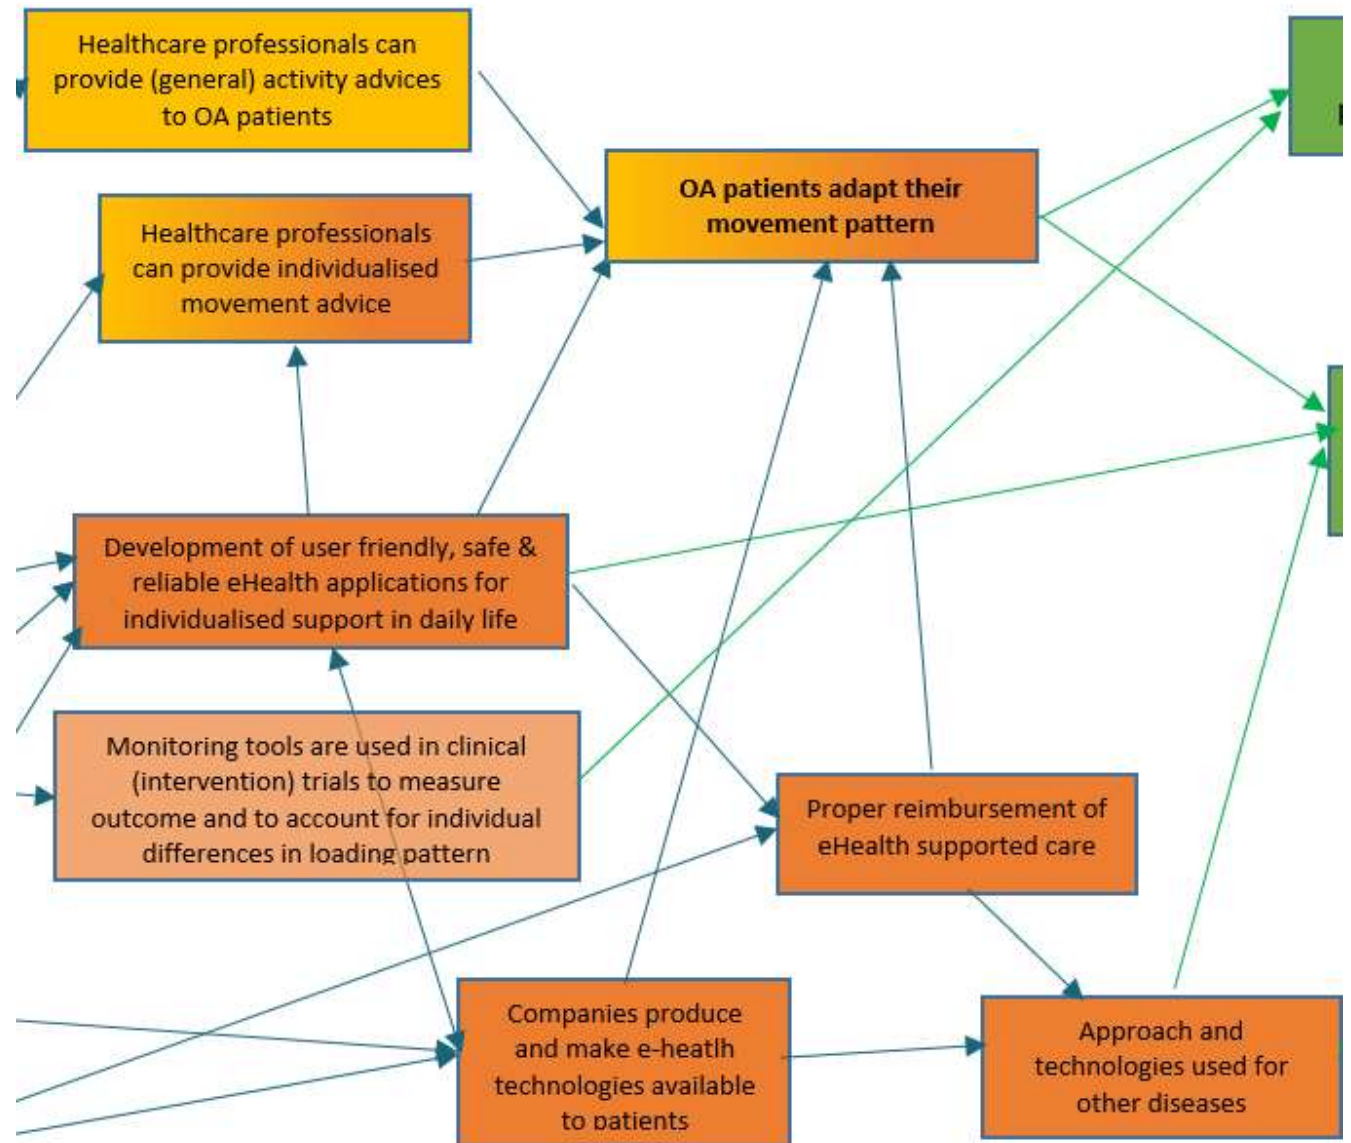 Healthcare professionals can
provide (general) activity advices
to OA patients
OA patients adapt their
movement pattern
Healthcare professionals
can provide individualised
movement advice
Development of user friendly, safe &
reliable eHealth applications for
individualised support in daily life
Monitoring tools are used in clinical
(intervention) trials to measure
outcome and to account for individual
differences in loading pattern
Proper reimbursement of
eHealth supported care
Companies produce
and make e-heatlh
technologies available
to patients
Approach and
technologies used for
other diseases